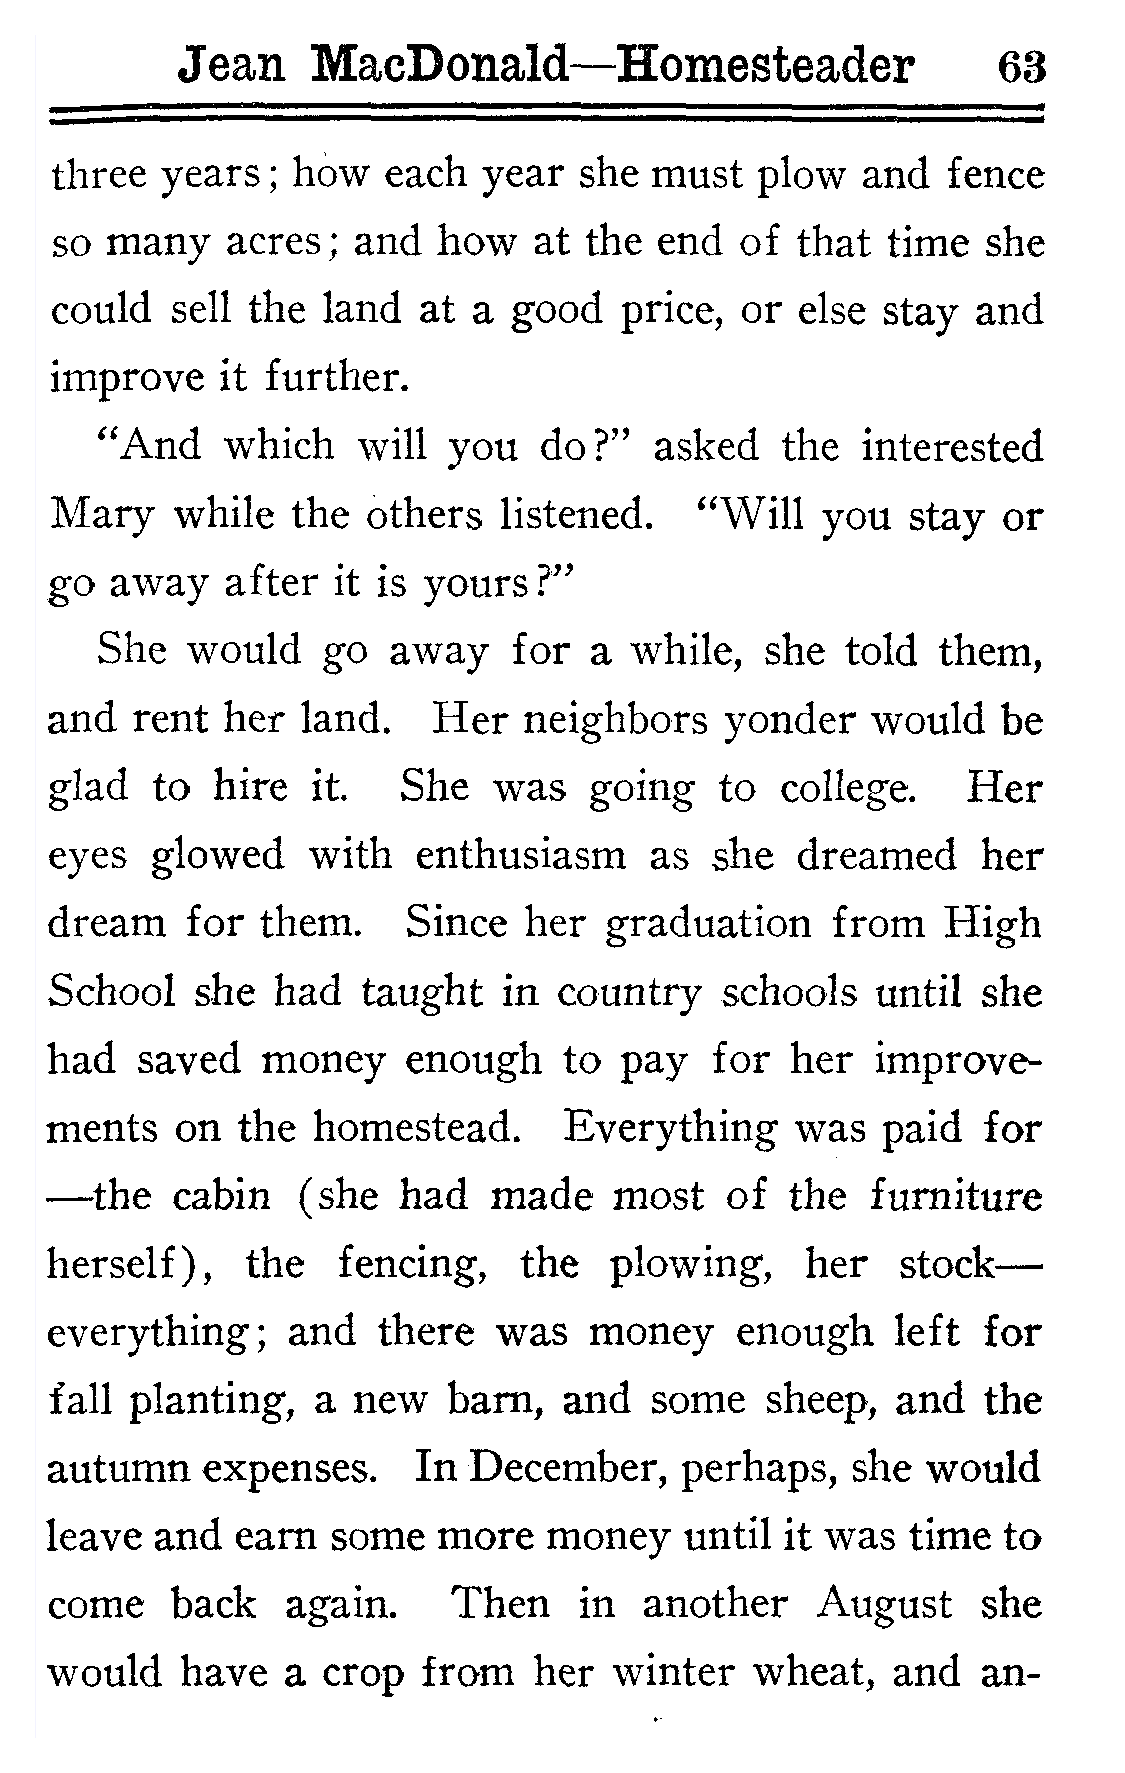 Jean MacDonald—Homesteader 63
three years; how each year she must plow and fence
so many acres; and how at the end of that time she
could sell the land at a good price, or else stay and
improve it further.
“And which will you do?” asked the interested
Mary while the others listened. “Will you stay or
go away after it is yours?”
She would go away for a while, she told them,
and rent her land. Her neighbors yonder would be
glad to hire it. She was going to college. Her
eyes glowed with enthusiasm as she dreamed her
dream for them. Since her graduation from High
School she had taught in country schools until she
had saved money enough to pay for her improve-
ments on the homestead. Everything was paid for
—the cabin (she had made most of the furniture
herself), the fencing, the plowing, her stock—
everything; and there was money enough left for
fall planting, a new barn, and some sheep, and the
autumn expenses. In December, perhaps, she would
leave and earn some more money until it was time to
come back again. Then in another August she
would have a crop from her winter wheat, and an-